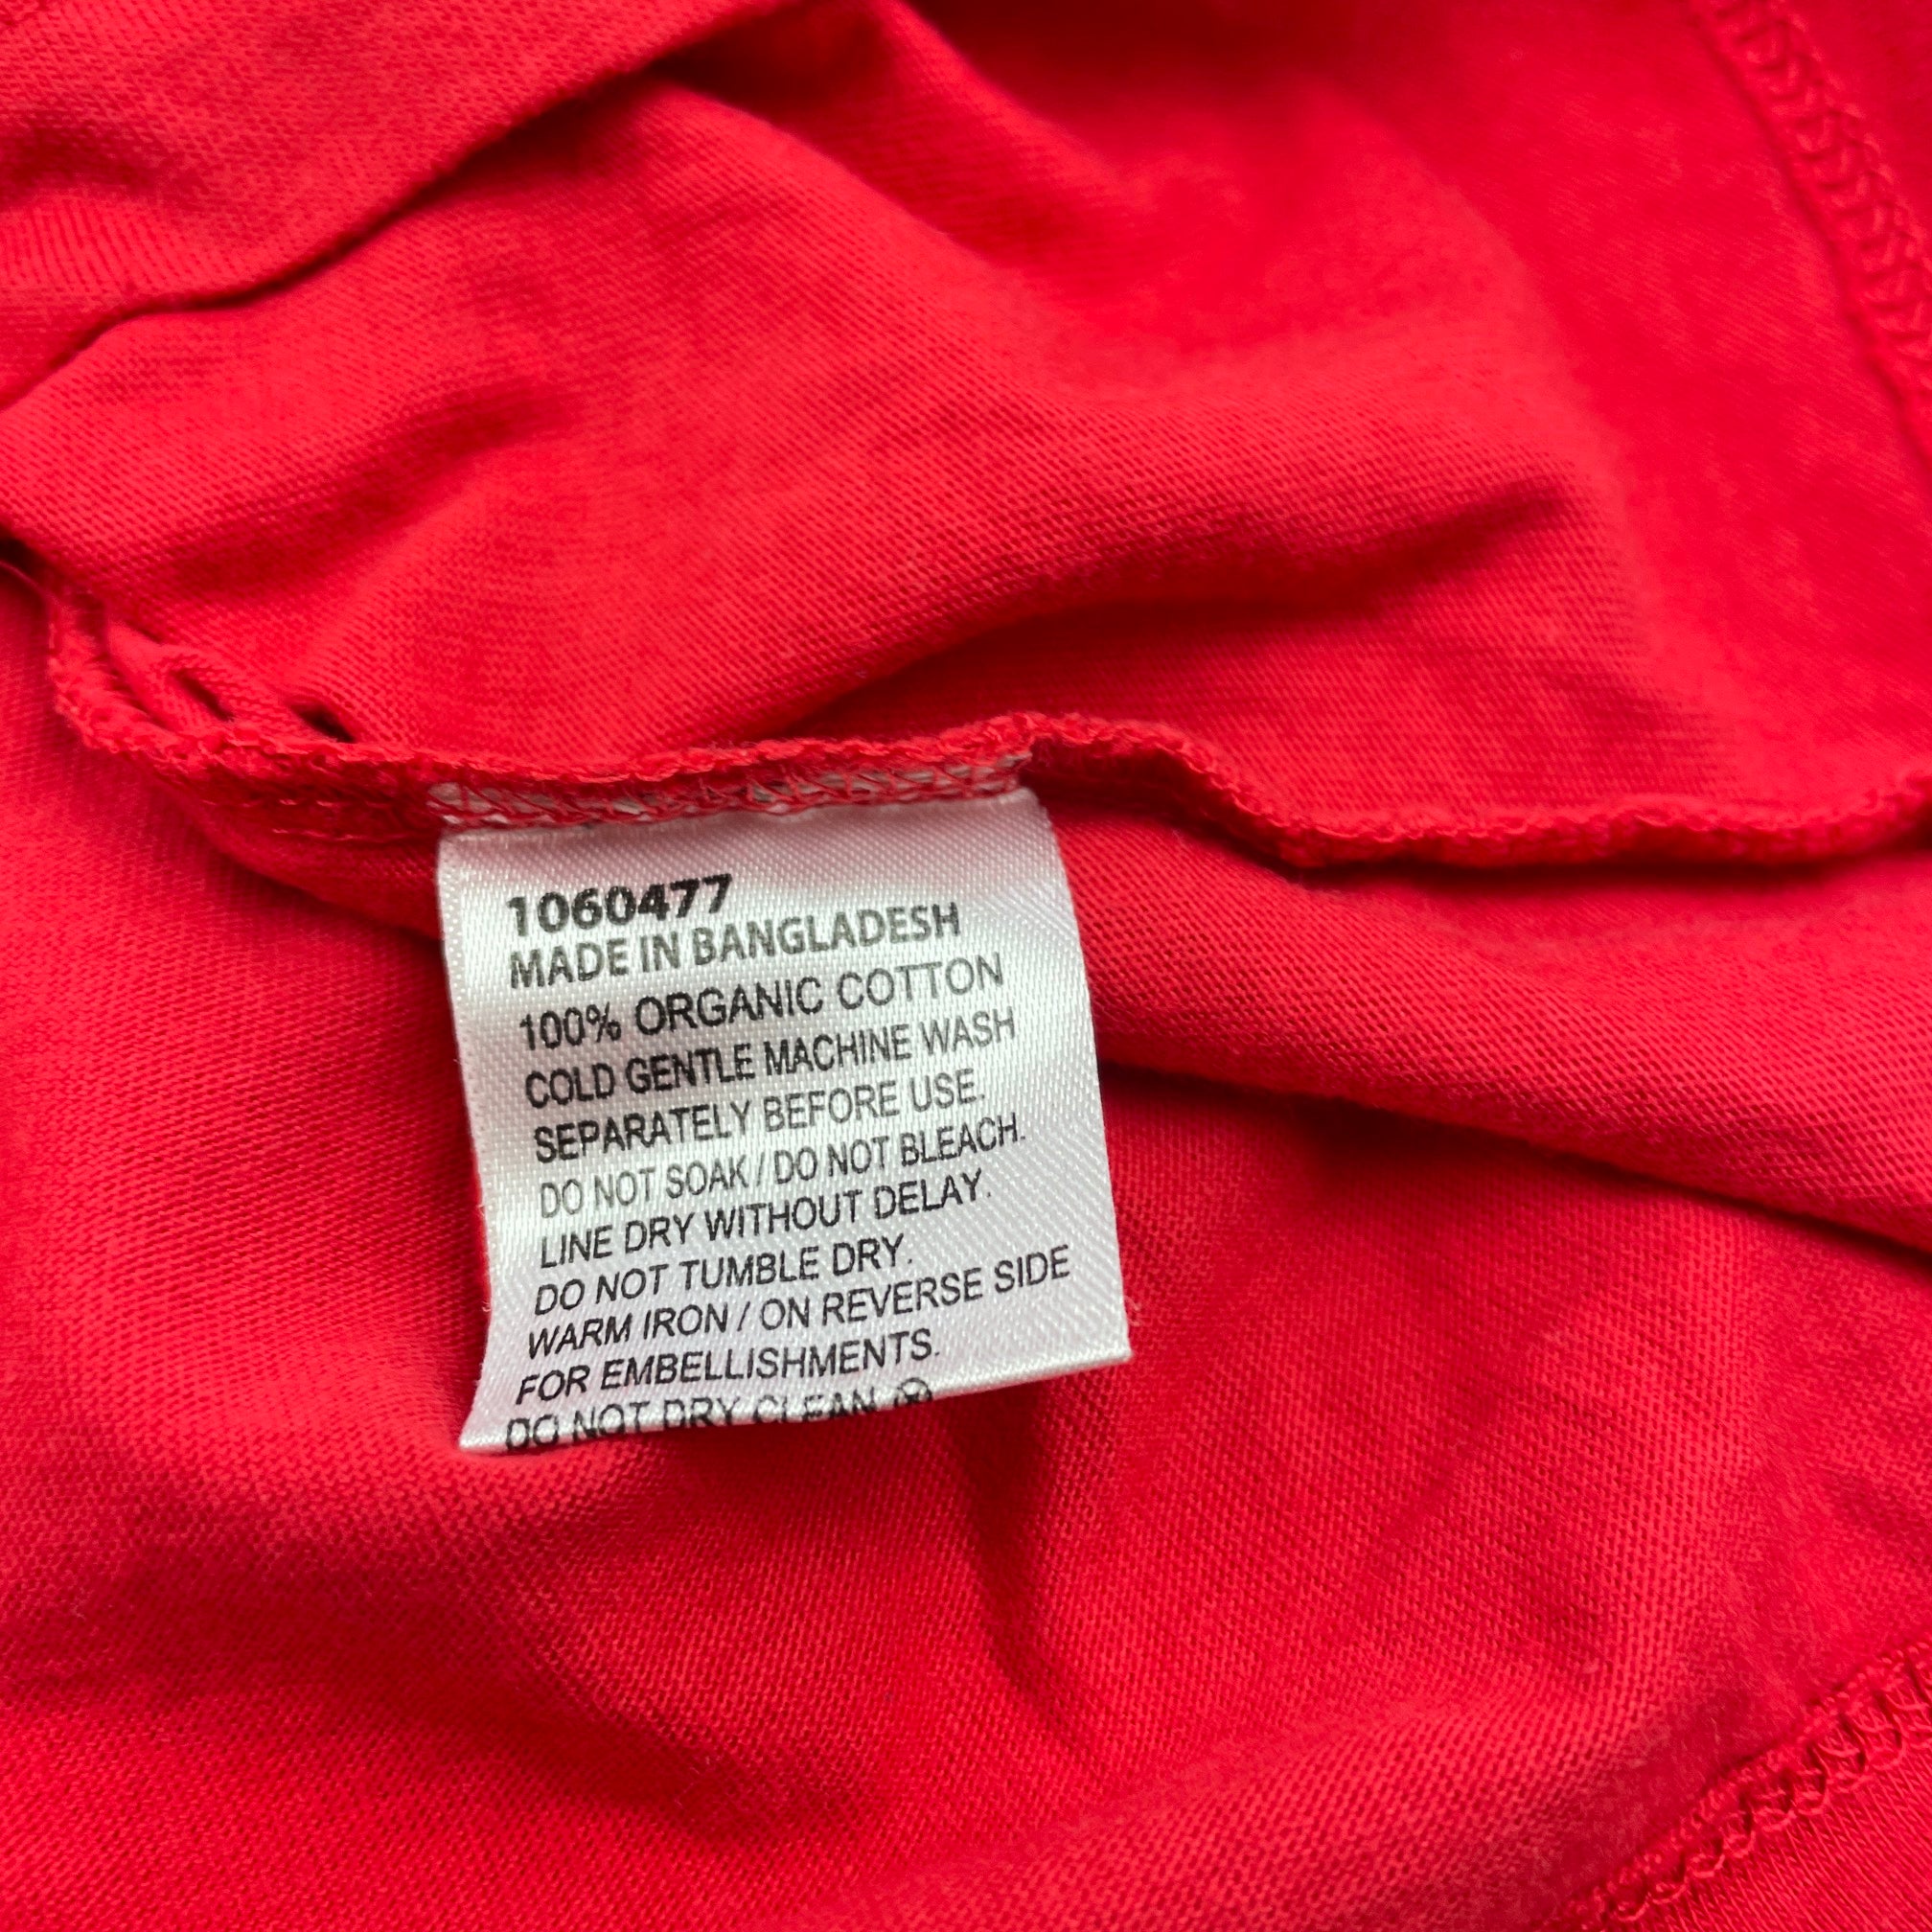 1060477
MADE IN BANGLADESH
100% ORGANIC COTTON
COLD GENTLE MACHINE WASH
SEPARATELY BEFORE USE.
DO NOT SOAK / DO NOT BLEACH.
LINE DRY WITHOUT DELAY.
DO NOT TUMBLE DRY.
WARM IRON / ON REVERSE SIDE
FOR EMBELLISHMENTS.
DO NOT DRY CLEAN